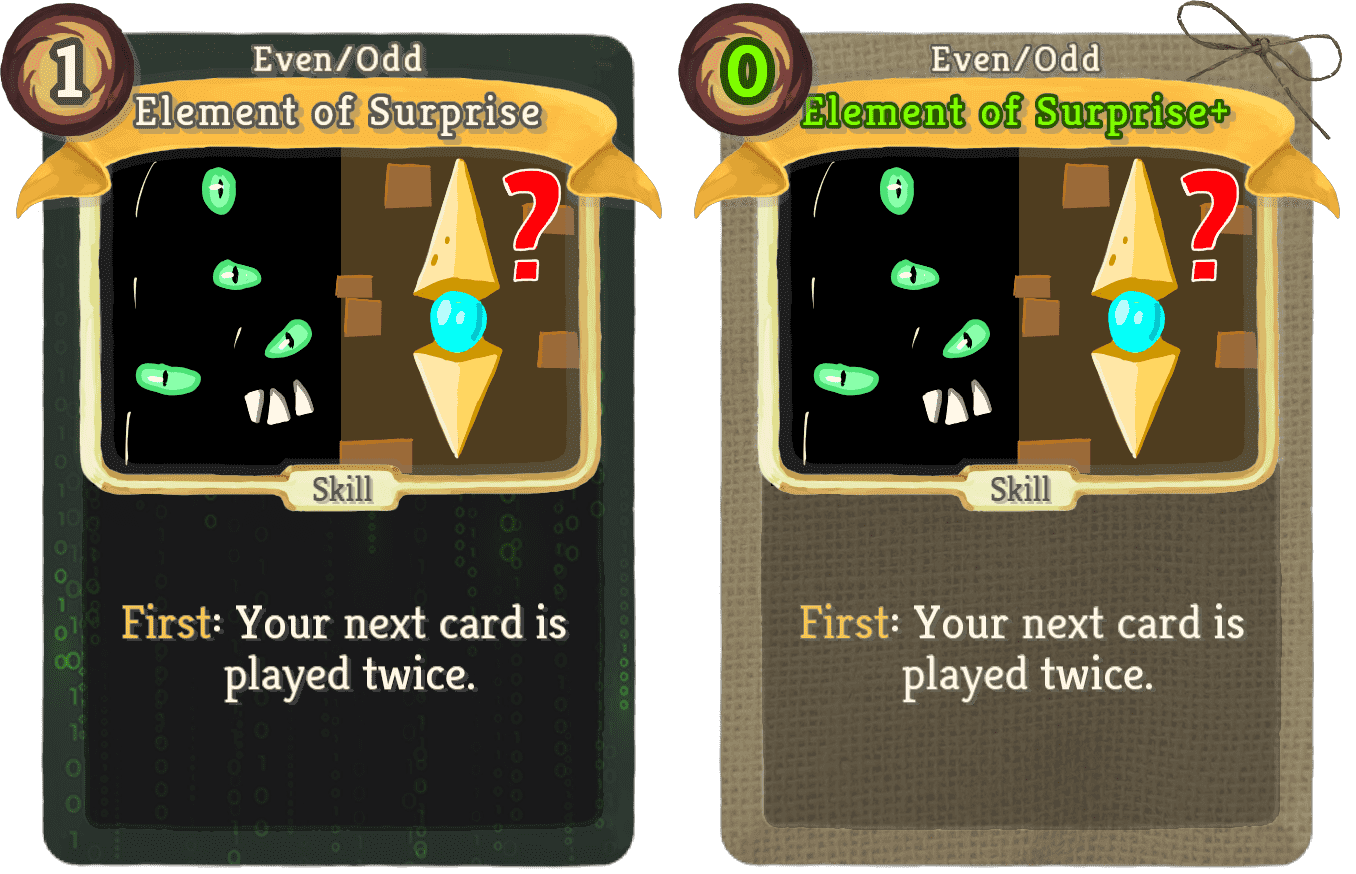 1
Even/Odd
Element of Surprise
?
Skill
First: Your next card is
played twice.
0
Even/Odd
Element of Surprise+
?
Skill
First: Your next card is
played twice.